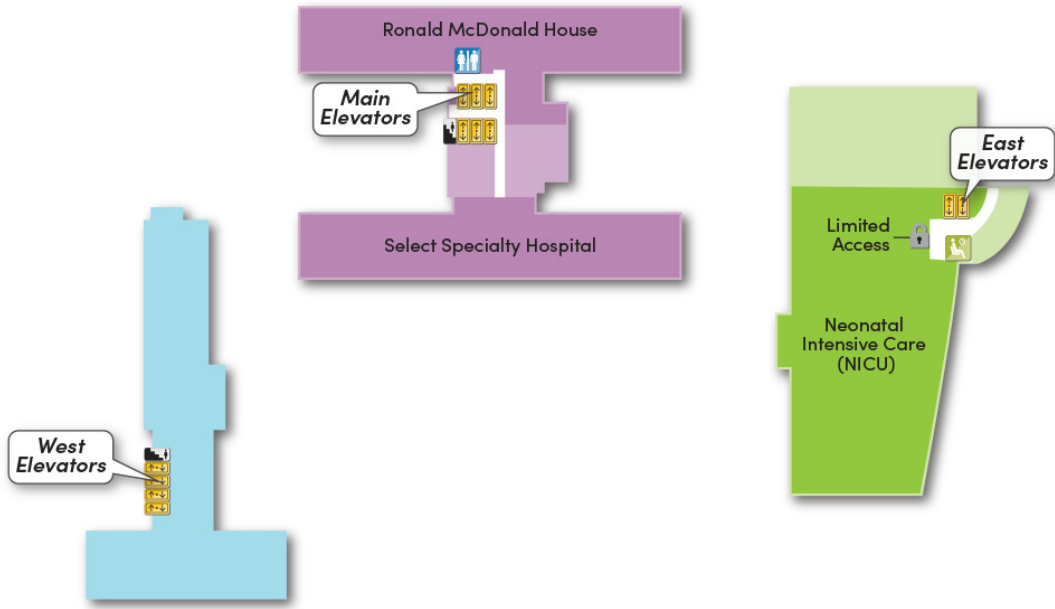 Ronald McDonald House
Main
Elevators
East
Elevators
Limited
Access
Select Specialty Hospital
Neonatal
Intensive Care
(NICU)
West
Elevators